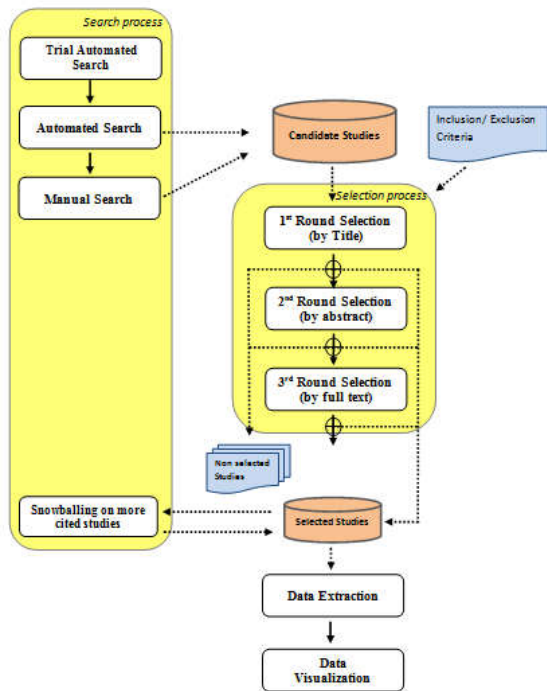 Search process
Trial Automated
Search
Automated Search
Manual Search
Candidate Studies
Inclusion/ Exclusion
Criteria
Selection process
1st Round Selection
(by Title)
2nd Round Selection
(by abstract)
3rd Round Selection
(by full text)
Non selected
Studies
Snowballing on more
cited studies
Selected Studies
Data Extraction
Data
Visualization